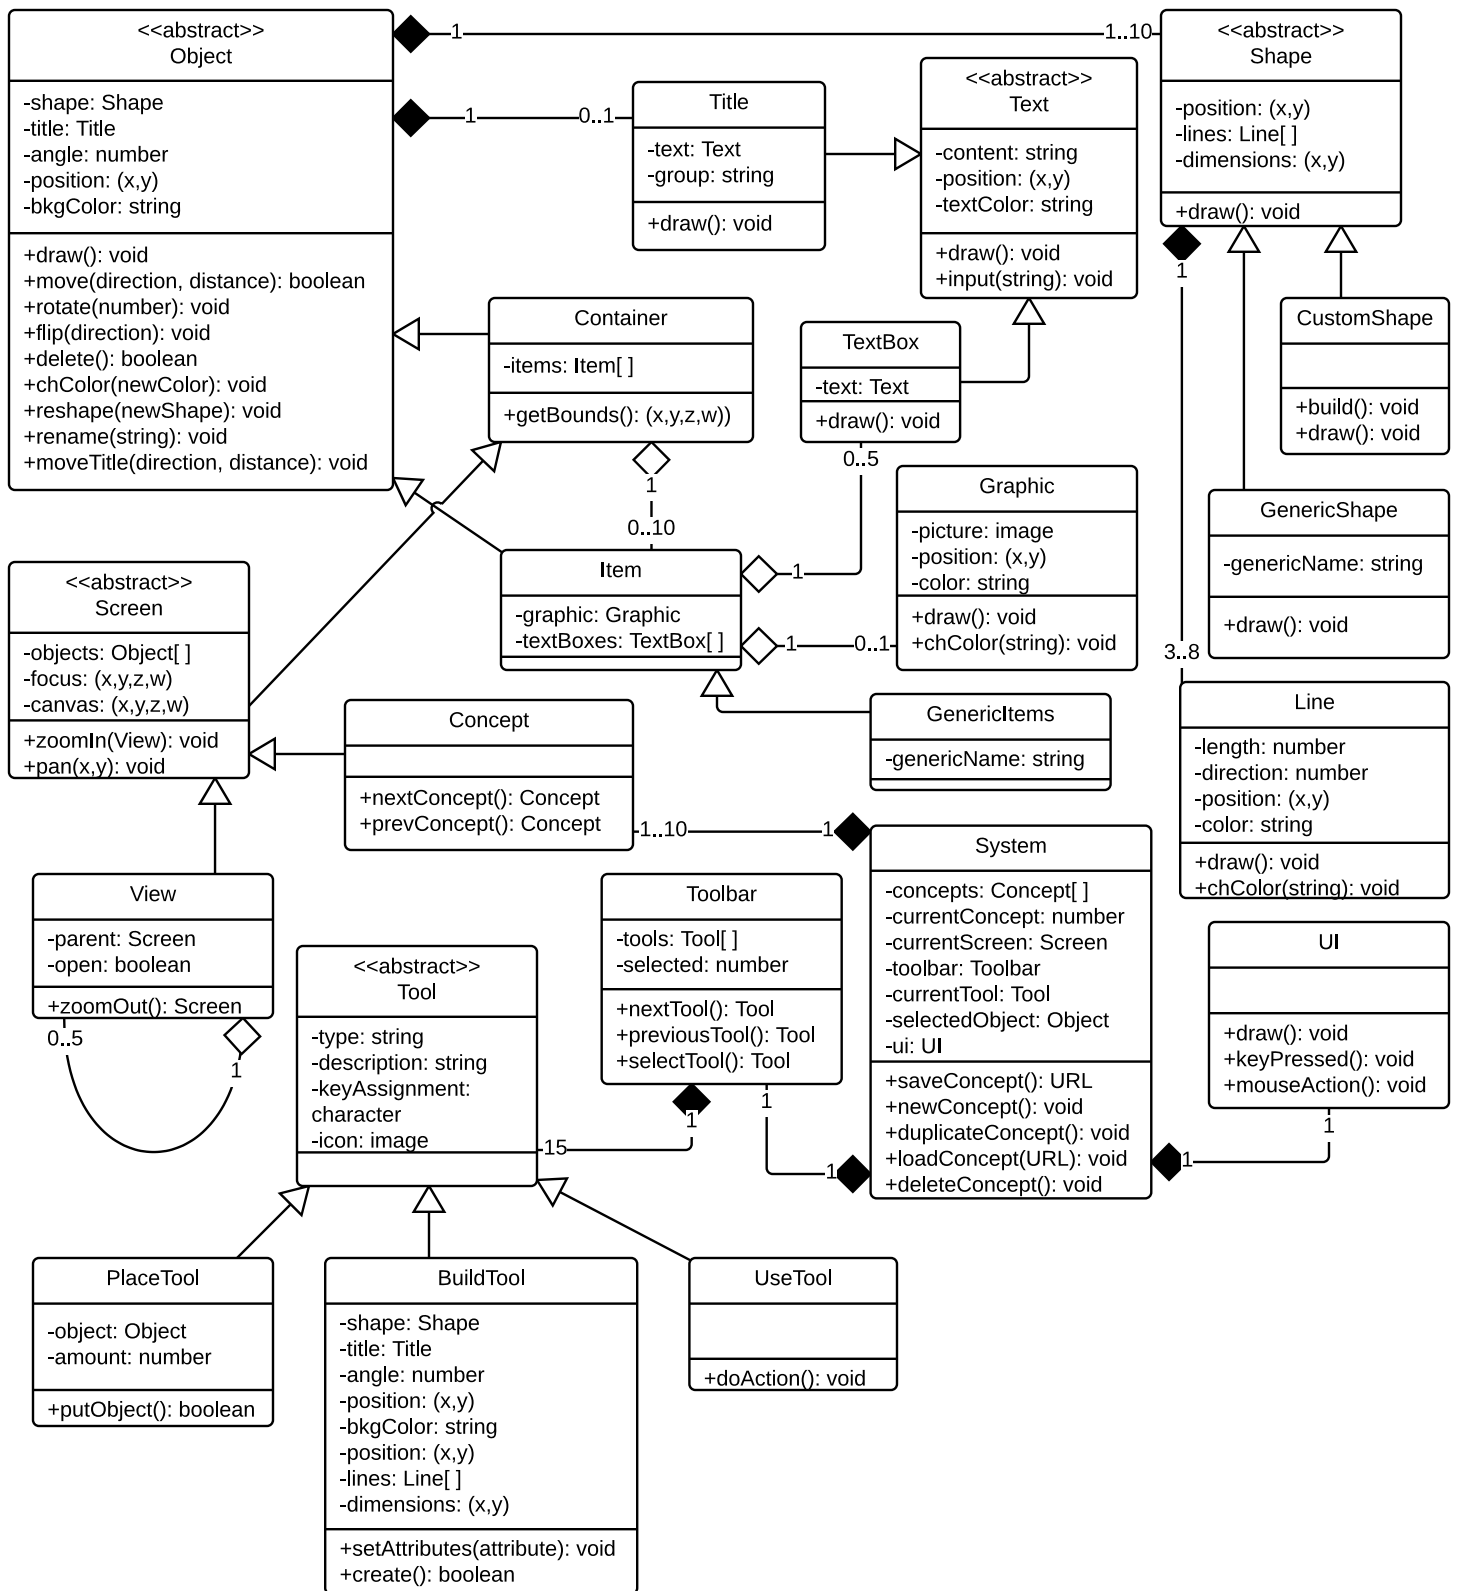 <<abstract>>
Object
-shape: Shape
-title: Title
-angle: number
-position: (x,y)
-bkgColor: string
+draw(): void
+move(direction, distance): boolean
+rotate(number): void
+flip(direction): void
+delete(): boolean
+chColor(newColor): void
+reshape(newShape): void
+rename(string): void
+moveTitle(direction, distance): void
1
1..10
1
0..1
Title
-text: Text
-group: string
+draw(): void
<<abstract>>
Text
-content: string
-position: (x,y)
-textColor: string
+draw(): void
+input(string): void
<<abstract>>
Shape
-position: (x,y)
-lines: Line[ ]
-dimensions: (x,y)
+draw(): void
1
3..8
Container
-items: Item[ ]
+getBounds(): (x,y,z,w))
1
0..10
TextBox
-text: Text
+draw(): void
0..5
1
CustomShape
+build(): void
+draw(): void
Graphic
-picture: image
-position: (x,y)
-color: string
+draw(): void
+chColor(string): void
GenericShape
-genericName: string
+draw(): void
<<abstract>>
Screen
-objects: Object[ ]
-focus: (x,y,z,w)
-canvas: (x,y,z,w)
+zoomIn(View): void
+pan(x,y): void
Item
-graphic: Graphic
-textBoxes: TextBox[ ]
1
0..1
GenericItems
-genericName: string
Line
-length: number
-direction: number
-position: (x,y)
-color: string
+draw(): void
+chColor(string): void
Concept
+nextConcept(): Concept
+prevConcept(): Concept
1..10
1
System
-concepts: Concept[ ]
-currentConcept: number
-currentScreen: Screen
-toolbar: Toolbar
-currentTool: Tool
-selectedObject: Object
-ui: UI
+saveConcept(): URL
+newConcept(): void
+duplicateConcept(): void
+loadConcept(URL): void
+deleteConcept(): void
View
-parent: Screen
-open: boolean
+zoomOut(): Screen
0..5
1
<<abstract>>
Tool
-type: string
-description: string
-keyAssignment:
character
-icon: image
Toolbar
-tools: Tool[ ]
-selected: number
+nextTool(): Tool
+previousTool(): Tool
+selectTool(): Tool
1
15
1
1
UI
+draw(): void
+keyPressed(): void
+mouseAction(): void
1
1
PlaceTool
-object: Object
-amount: number
+putObject(): boolean
BuildTool
-shape: Shape
-title: Title
-angle: number
-position: (x,y)
-bkgColor: string
-position: (x,y)
-lines: Line[ ]
-dimensions: (x,y)
+setAttributes(attribute): void
+create(): boolean
UseTool
+doAction(): void